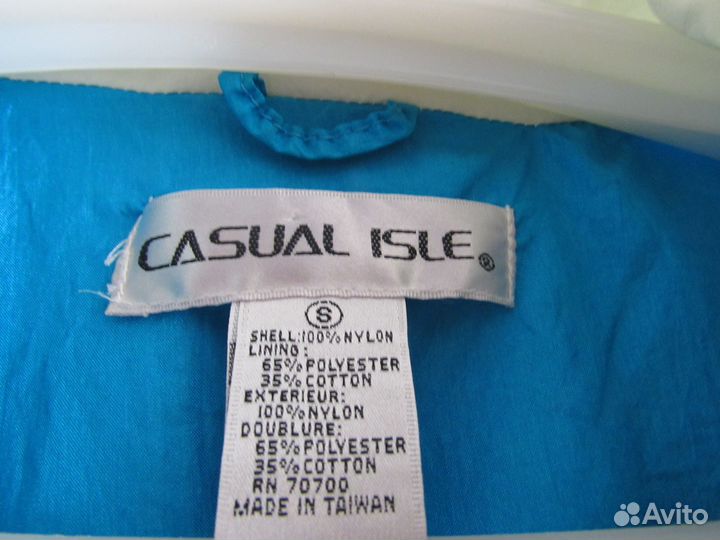 CASUAL ISLE®
S
SHELL:100%NYLON
LINING:
65%POLYESTER
35%COTTON
EXTERIEUR:
100%NYLON
DOUBLURE:
65%POLYESTER
35%COTTON
RN 70700
MADE IN TAIWAN
Avito